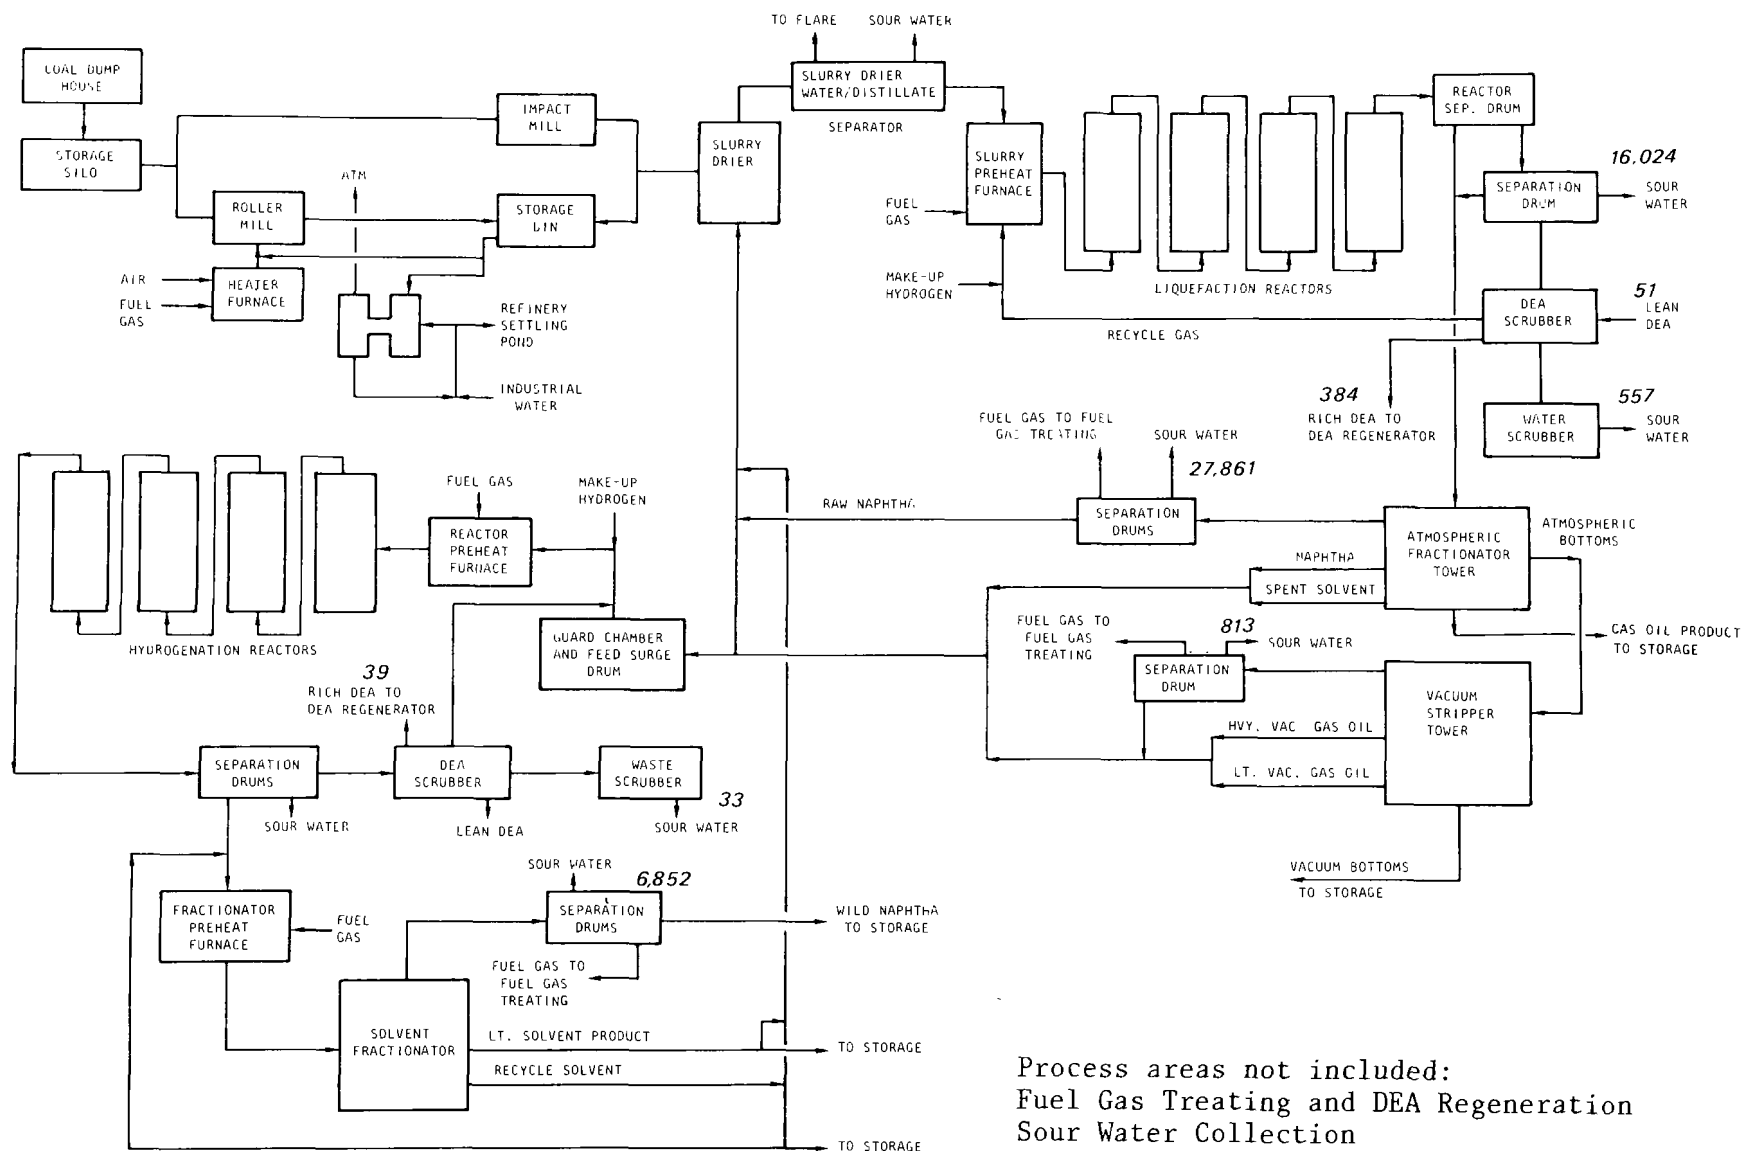 TO FLARE
SOUR WATER
COAL DUMP
HOUSE
STORAGE
SILO
IMPACT
MILL
ROLLER
MILL
STORAGE
BIN
ATM
AIR
FUEL
GAS
HEATER
FURNACE
REFINERY
SETTLING
POND
INDUSTRIAL
WATER
SLURRY
DRIER
SLURRY DRIER
WATER/DISTILLATE
SEPARATOR
SLURRY
PREHEAT
FURNACE
FUEL
GAS
MAKE-UP
HYDROGEN
LIQUEFACTION REACTORS
RECYCLE GAS
REACTOR
SEP. DRUM
SEPARATION
DRUM
16,024
SOUR
WATER
DEA
SCRUBBER
51
LEAN
DEA
384
RICH DEA TO
DEA REGENERATOR
WATER
SCRUBBER
557
SOUR
WATER
FUEL GAS TO FUEL
GAS TREATING
SOUR WATER
27,861
SEPARATION
DRUMS
RAW NAPHTHA
ATMOSPHERIC
FRACTIONATOR
TOWER
ATMOSPHERIC
BOTTOMS
NAPHTHA
SPENT SOLVENT
GAS OIL PRODUCT
TO STORAGE
FUEL GAS TO
FUEL GAS
TREATING
813
SOUR WATER
SEPARATION
DRUM
VACUUM
STRIPPER
TOWER
HVY. VAC GAS OIL
LT. VAC. GAS OIL
VACUUM BOTTOMS
TO STORAGE
HYDROGENATION REACTORS
FUEL GAS
MAKE-UP
HYDROGEN
REACTOR
PREHEAT
FURNACE
GUARD CHAMBER
AND FEED SURGE
DRUM
39
RICH DEA TO
DEA REGENERATOR
SEPARATION
DRUMS
SOUR WATER
DEA
SCRUBBER
LEAN DEA
WASTE
SCRUBBER
33
SOUR WATER
FRACTIONATOR
PREHEAT
FURNACE
FUEL
GAS
SOUR WATER
6,852
SEPARATION
DRUMS
WILD NAPHTHA
TO STORAGE
FUEL GAS TO
FUEL GAS
TREATING
SOLVENT
FRACTIONATOR
LT. SOLVENT PRODUCT
TO STORAGE
RECYCLE SOLVENT
TO STORAGE
Process areas not included:
Fuel Gas Treating and DEA Regeneration
Sour Water Collection